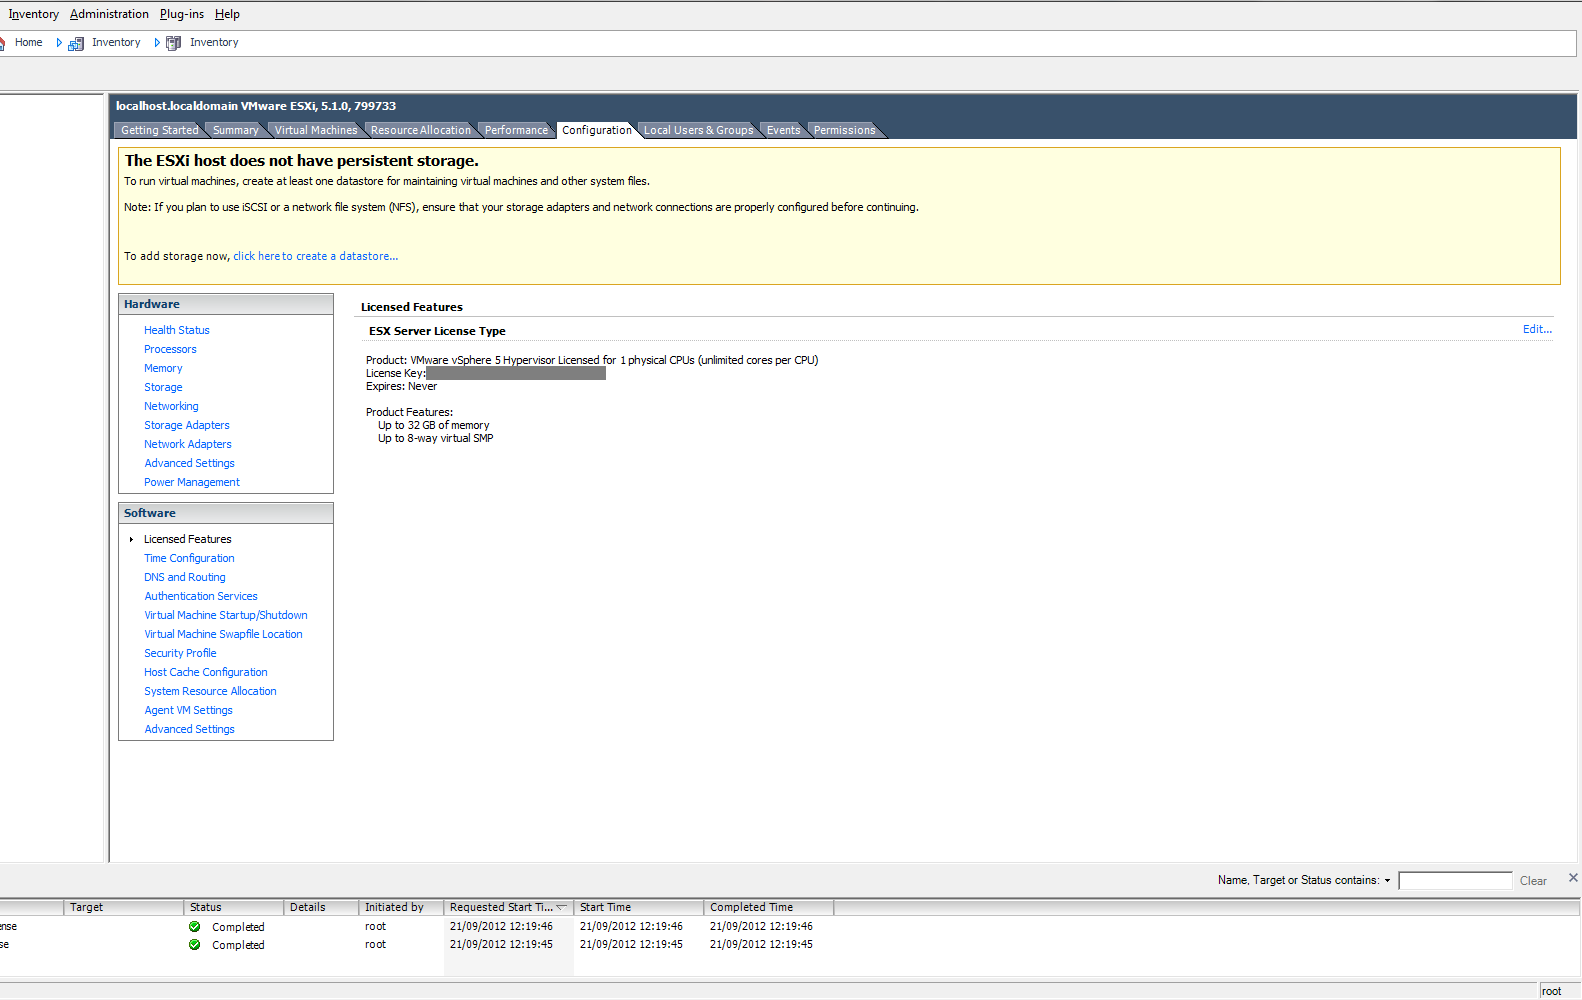 Inventory Administration Plug-ins Help
Home Inventory Inventory
localhost.localdomain VMware ESXi, 5.1.0, 799733
Getting Started Summary Virtual Machines Resource Allocation Performance Configuration Local Users & Groups Events Permissions
The ESXi host does not have persistent storage.
To run virtual machines, create at least one datastore for maintaining virtual machines and other system files.
Note: If you plan to use iSCSI or a network file system (NFS), ensure that your storage adapters and network connections are properly configured before continuing.
To add storage now, click here to create a datastore...
Hardware
Health Status
Processors
Memory
Storage
Networking
Storage Adapters
Network Adapters
Advanced Settings
Power Management
Software
Licensed Features
Time Configuration
DNS and Routing
Authentication Services
Virtual Machine Startup/Shutdown
Virtual Machine Swapfile Location
Security Profile
Host Cache Configuration
System Resource Allocation
Agent VM Settings
Advanced Settings
Licensed Features
ESX Server License Type Edit...
Product: VMware vSphere 5 Hypervisor Licensed for 1 physical CPUs (unlimited cores per CPU)
License Key:
Expires: Never
Product Features:
Up to 32 GB of memory
Up to 8-way virtual SMP
Name, Target or Status contains: Clear
Target Status Details Initiated by Requested Start Ti... Start Time Completed Time
ense Completed root 21/09/2012 12:19:46 21/09/2012 12:19:46 21/09/2012 12:19:46
se Completed root 21/09/2012 12:19:45 21/09/2012 12:19:45 21/09/2012 12:19:45
root